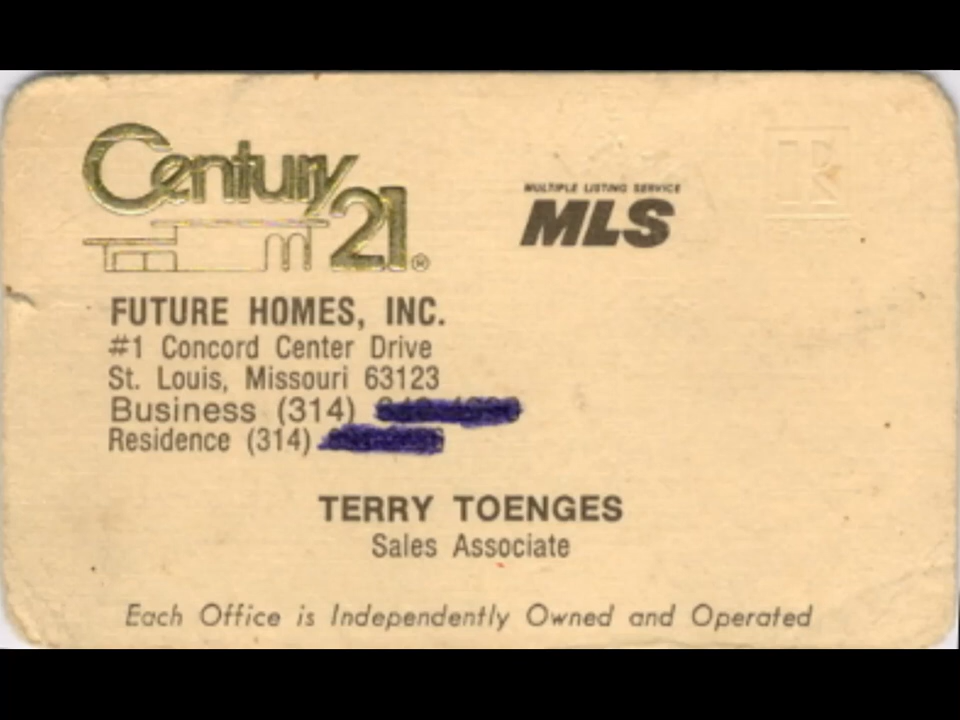 Century 21®
MULTIPLE LISTING SERVICE
MLS
FUTURE HOMES, INC.
#1 Concord Center Drive
St. Louis, Missouri 63123
Business (314)
Residence (314)
TERRY TOENGES
Sales Associate
Each Office is Independently Owned and Operated